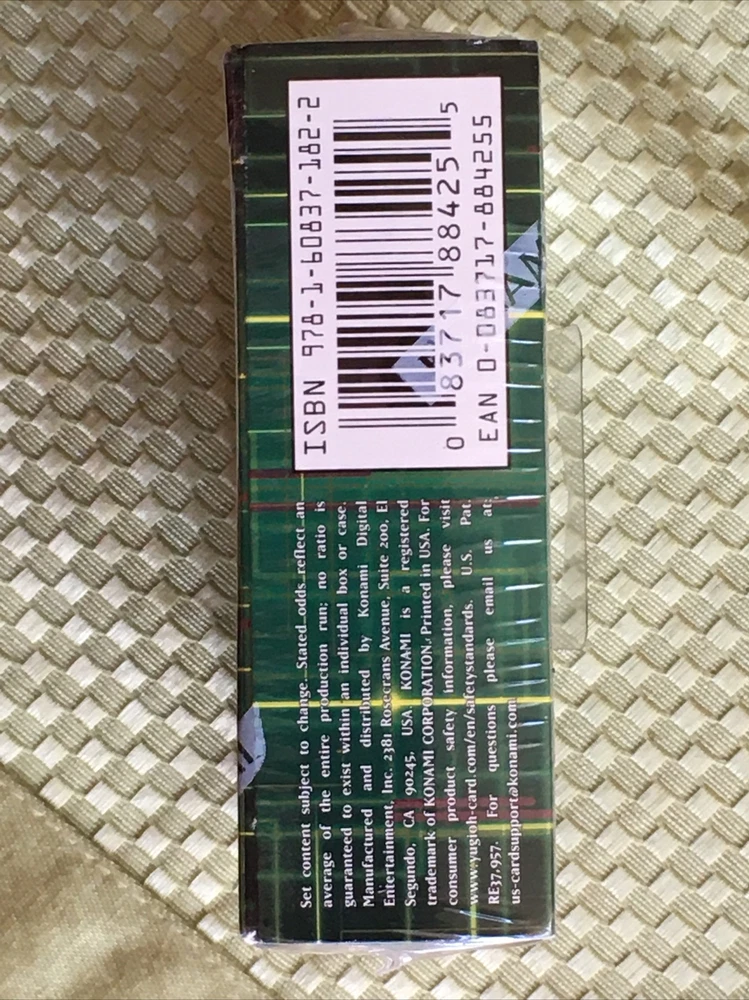 ISBN 978-1-60837-182-2
0 83717 88425 5
EAN 0-083717-884255
Set content subject to change. Stated odds reflect an
average of the entire production run; no ratio is
guaranteed to exist within an individual box or case.
Manufactured and distributed by Konami Digital
Entertainment, Inc. 2381 Rosecrans Avenue, Suite 200, El
Segundo, CA 90245, USA. KONAMI is a registered
trademark of KONAMI CORPORATION. Printed in USA. For
consumer product safety information, please visit
www.yugioh-card.com/en/safetystandards. U.S. Pat.
RE37,957. For questions please email us at:
us-cardsupport@konami.com